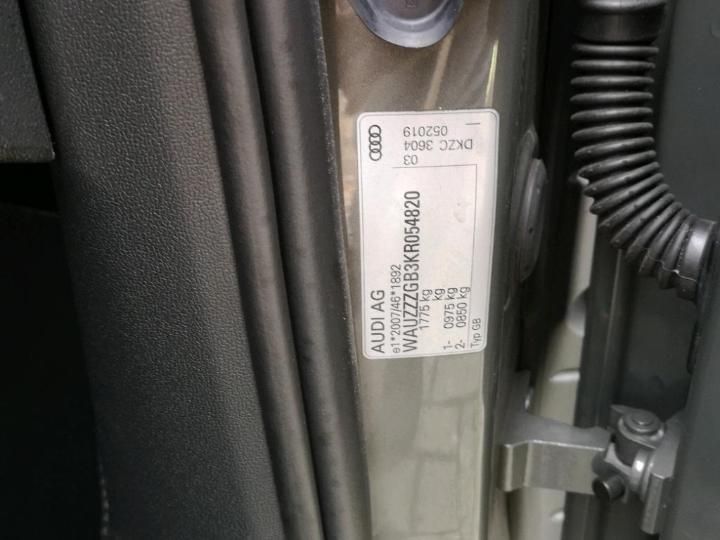 AUDI AG
e1*2007/46*1892
WAUZZZGB3KR054820
1775 kg
kg
1- 0975 kg
2- 0850 kg
Typ GB
03
DKZC 3604
052019